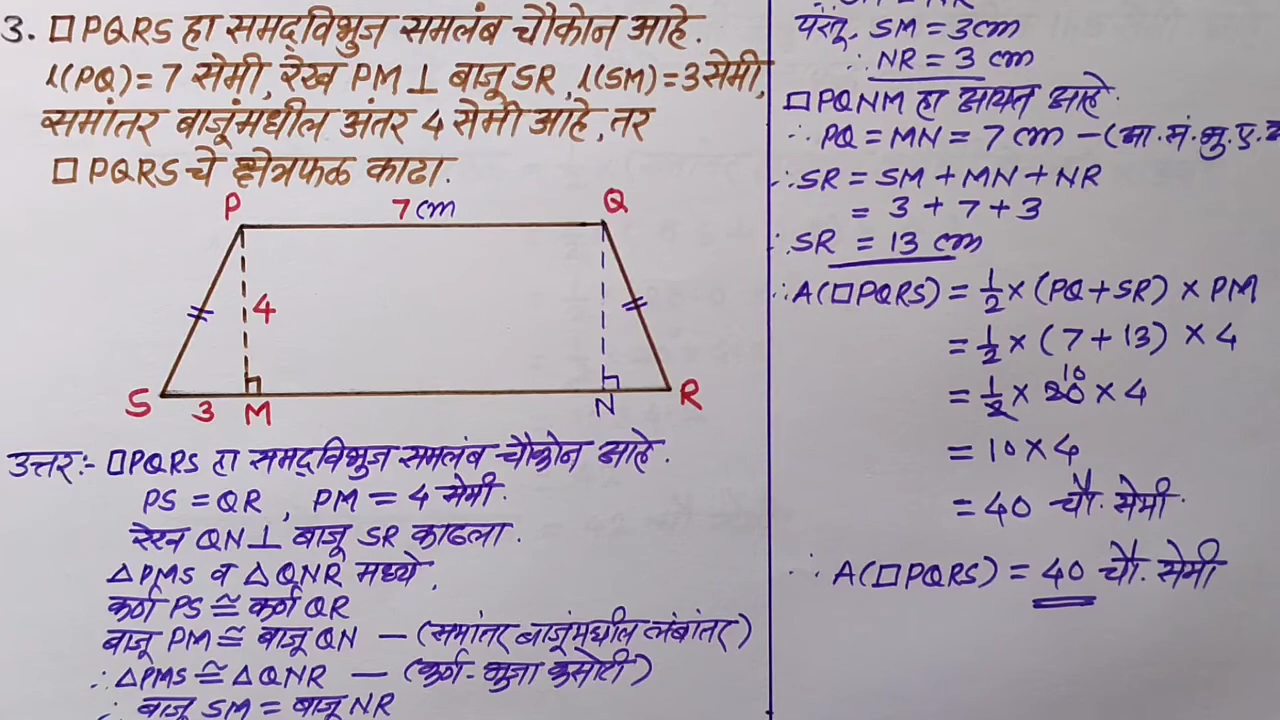 3. □PQRS हा समद्विभुज समलंब चौकोन आहे.
l(PQ) = 7 सेमी, रेख PM ⊥ बाजू SR, l(SM) = 3 सेमी,
समांतर बाजूंमधील अंतर 4 सेमी आहे, तर
□PQRS चे क्षेत्रफळ काढा.
P 7 cm Q
4
S 3 M N R
उत्तर:- □PQRS हा समद्विभुज समलंब चौकोन आहे.
PS = QR, PM = 4 सेमी.
रेख QN ⊥ बाजू SR काढला.
△PMS व △QNR मध्ये,
कर्ण PS ≅ कर्ण QR
बाजू PM ≅ बाजू QN – (समांतर बाजूंमधील लंबांतर)
∴ △PMS ≅ △QNR – (कर्ण-भुजा कसोटी)
∴ बाजू SM = बाजू NR
परंतु, SM = 3cm
∴ NR = 3 cm
□PQNM हा आयत आहे.
∴ PQ = MN = 7 cm – (आ.सं.भु.ए.
∴ SR = SM + MN + NR
= 3 + 7 + 3
∴ SR = 13 cm
∴ A(□PQRS) = 1/2 × (PQ + SR) × PM
= 1/2 × (7 + 13) × 4
= 1/2 × 20 10 × 4
= 10 × 4
= 40 चौ. सेमी.
∴ A(□PQRS) = 40 चौ. सेमी